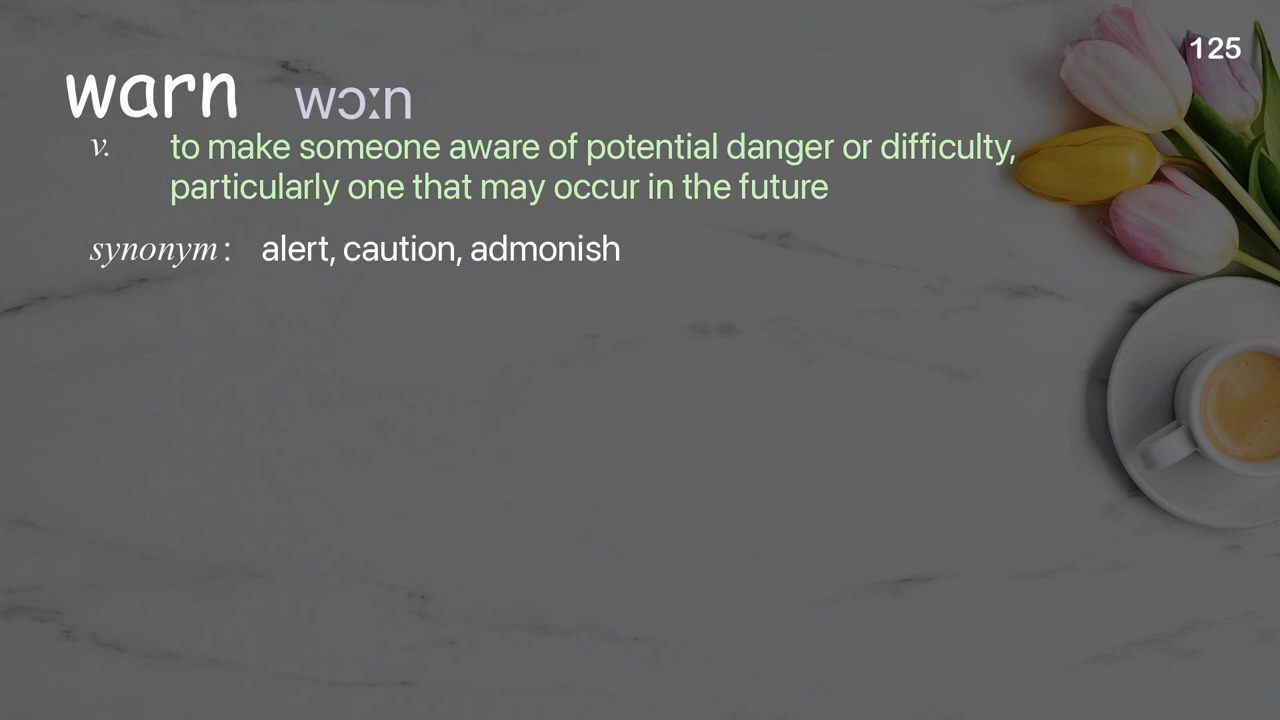 125
warn wɔːn
v. to make someone aware of potential danger or difficulty,
particularly one that may occur in the future
synonym : alert, caution, admonish